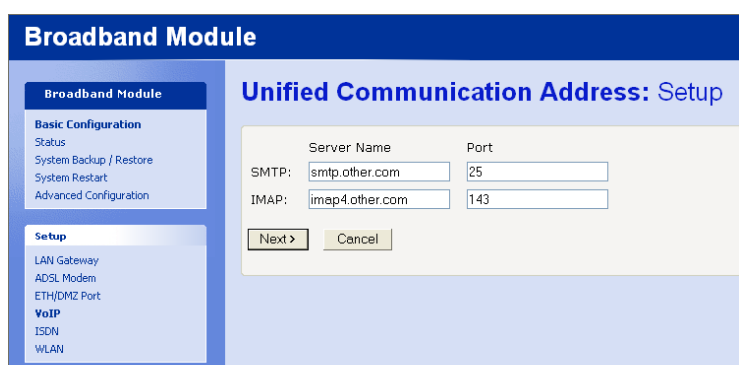 Broadband Module
Broadband Module
Basic Configuration
Status
System Backup / Restore
System Restart
Advanced Configuration
Setup
LAN Gateway
ADSL Modem
ETH/DMZ Port
VoIP
ISDN
WLAN
Unified Communication Address: Setup
Server Name Port
SMTP: smtp.other.com 25
IMAP: imap4.other.com 143
Next > Cancel